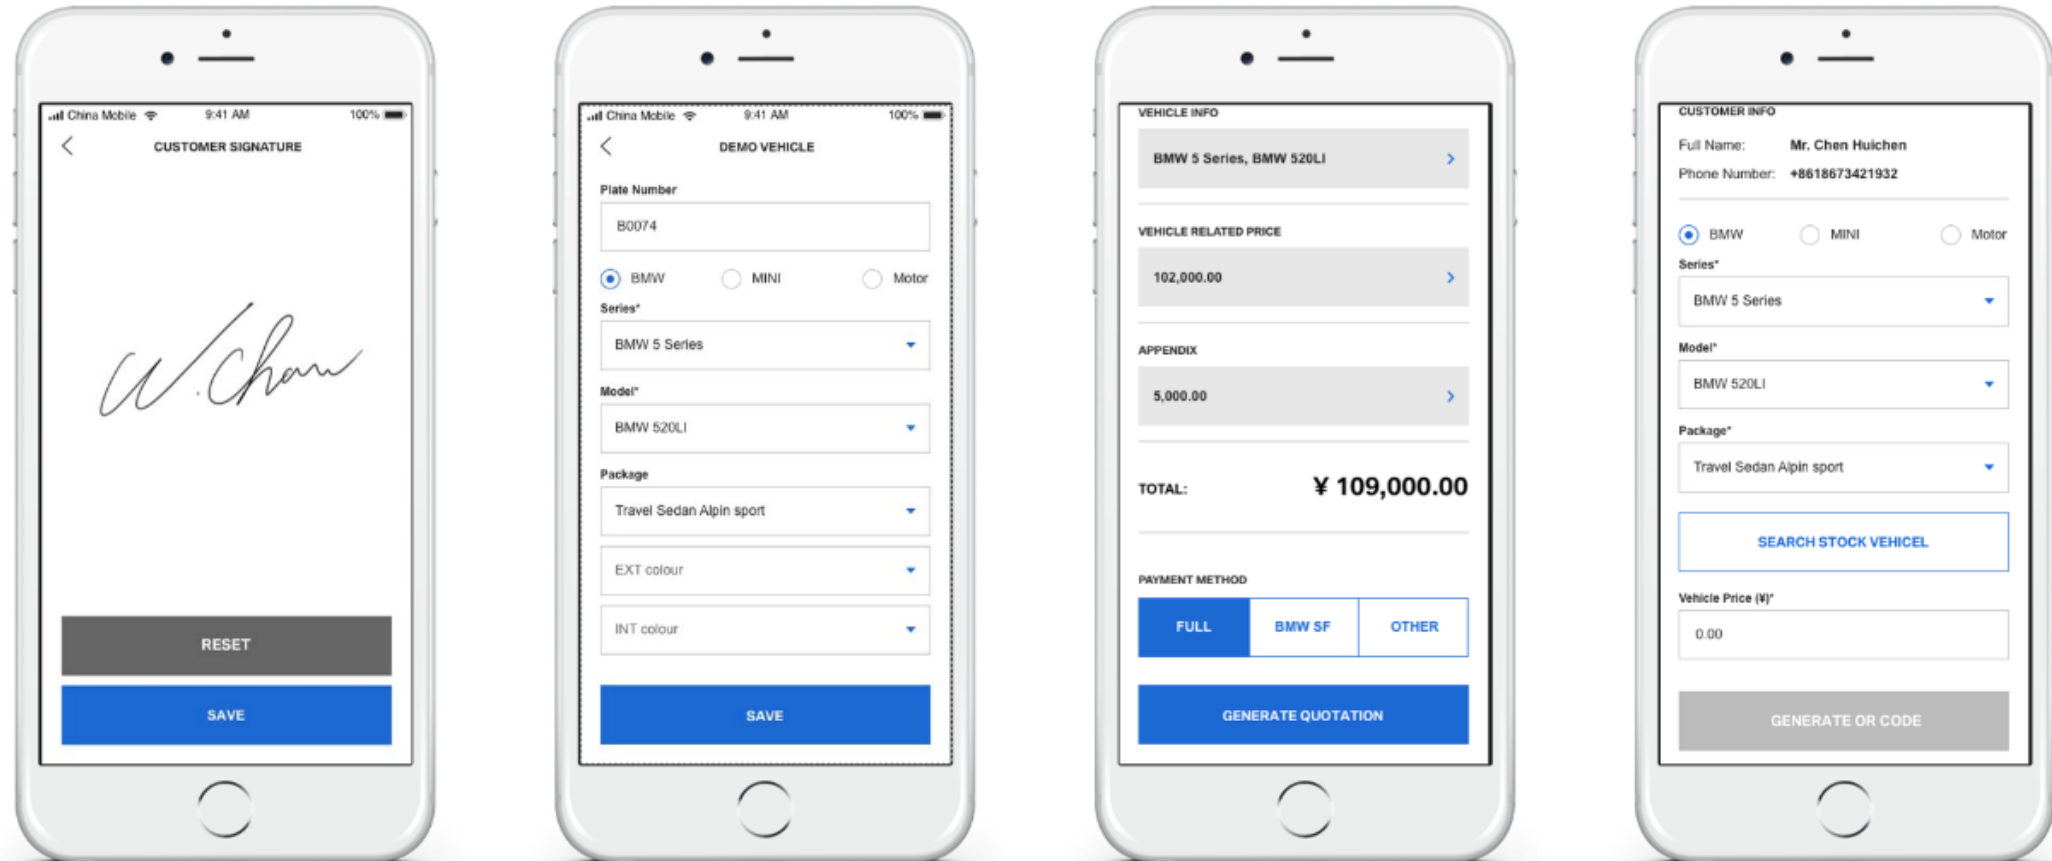 China Mobile 9:41 AM 100%
CUSTOMER SIGNATURE
W. Chan
RESET
SAVE
China Mobile 9:41 AM 100%
DEMO VEHICLE
Plate Number
B0074
BMW MINI Motor
Series*
BMW 5 Series
Model*
BMW 520LI
Package
Travel Sedan Alpin sport
EXT colour
INT colour
SAVE
VEHICLE INFO
BMW 5 Series, BMW 520LI
VEHICLE RELATED PRICE
102,000.00
APPENDIX
5,000.00
TOTAL: ¥ 109,000.00
PAYMENT METHOD
FULL BMW SF OTHER
GENERATE QUOTATION
CUSTOMER INFO
Full Name: Mr. Chen Huichen
Phone Number: +8618673421932
BMW MINI Motor
Series*
BMW 5 Series
Model*
BMW 520LI
Package*
Travel Sedan Alpin sport
SEARCH STOCK VEHICEL
Vehicle Price (¥)*
0.00
GENERATE QR CODE